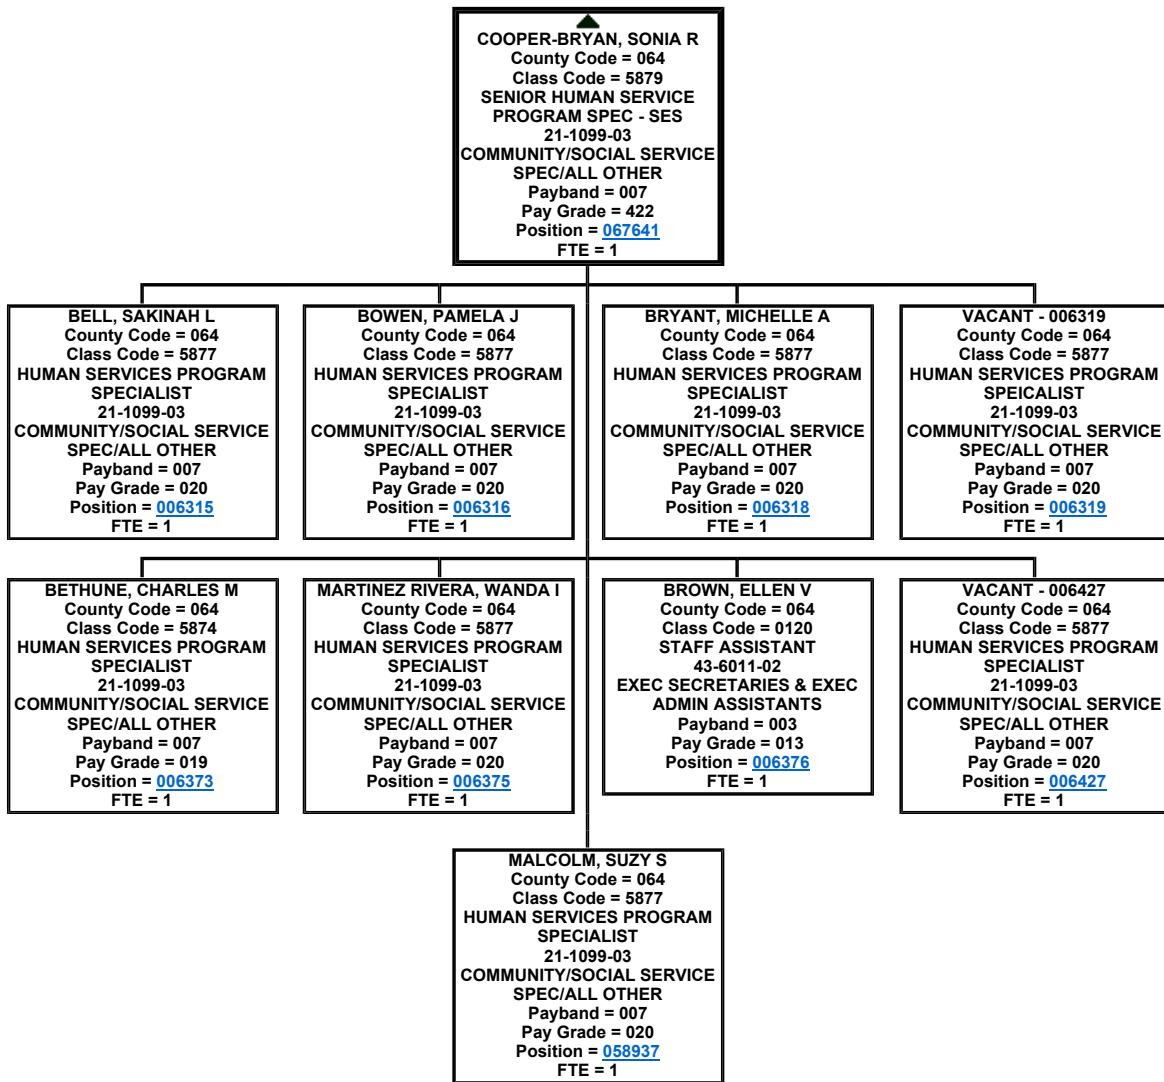 COOPER-BRYAN, SONIA R
County Code = 064
Class Code = 5879
SENIOR HUMAN SERVICE
PROGRAM SPEC - SES
21-1099-03
COMMUNITY/SOCIAL SERVICE
SPEC/ALL OTHER
Payband = 007
Pay Grade = 422
Position = 067641
FTE = 1
BELL, SAKINAH L
County Code = 064
Class Code = 5877
HUMAN SERVICES PROGRAM
SPECIALIST
21-1099-03
COMMUNITY/SOCIAL SERVICE
SPEC/ALL OTHER
Payband = 007
Pay Grade = 020
Position = 006315
FTE = 1
BOWEN, PAMELA J
County Code = 064
Class Code = 5877
HUMAN SERVICES PROGRAM
SPECIALIST
21-1099-03
COMMUNITY/SOCIAL SERVICE
SPEC/ALL OTHER
Payband = 007
Pay Grade = 020
Position = 006316
FTE = 1
BRYANT, MICHELLE A
County Code = 064
Class Code = 5877
HUMAN SERVICES PROGRAM
SPECIALIST
21-1099-03
COMMUNITY/SOCIAL SERVICE
SPEC/ALL OTHER
Payband = 007
Pay Grade = 020
Position = 006318
FTE = 1
VACANT - 006319
County Code = 064
Class Code = 5877
HUMAN SERVICES PROGRAM
SPEICALIST
21-1099-03
COMMUNITY/SOCIAL SERVICE
SPEC/ALL OTHER
Payband = 007
Pay Grade = 020
Position = 006319
FTE = 1
BETHUNE, CHARLES M
County Code = 064
Class Code = 5874
HUMAN SERVICES PROGRAM
SPECIALIST
21-1099-03
COMMUNITY/SOCIAL SERVICE
SPEC/ALL OTHER
Payband = 007
Pay Grade = 019
Position = 006373
FTE = 1
MARTINEZ RIVERA, WANDA I
County Code = 064
Class Code = 5877
HUMAN SERVICES PROGRAM
SPECIALIST
21-1099-03
COMMUNITY/SOCIAL SERVICE
SPEC/ALL OTHER
Payband = 007
Pay Grade = 020
Position = 006375
FTE = 1
BROWN, ELLEN V
County Code = 064
Class Code = 0120
STAFF ASSISTANT
43-6011-02
EXEC SECRETARIES & EXEC
ADMIN ASSISTANTS
Payband = 003
Pay Grade = 013
Position = 006376
FTE = 1
VACANT - 006427
County Code = 064
Class Code = 5877
HUMAN SERVICES PROGRAM
SPECIALIST
21-1099-03
COMMUNITY/SOCIAL SERVICE
SPEC/ALL OTHER
Payband = 007
Pay Grade = 020
Position = 006427
FTE = 1
MALCOLM, SUZY S
County Code = 064
Class Code = 5877
HUMAN SERVICES PROGRAM
SPECIALIST
21-1099-03
COMMUNITY/SOCIAL SERVICE
SPEC/ALL OTHER
Payband = 007
Pay Grade = 020
Position = 058937
FTE = 1